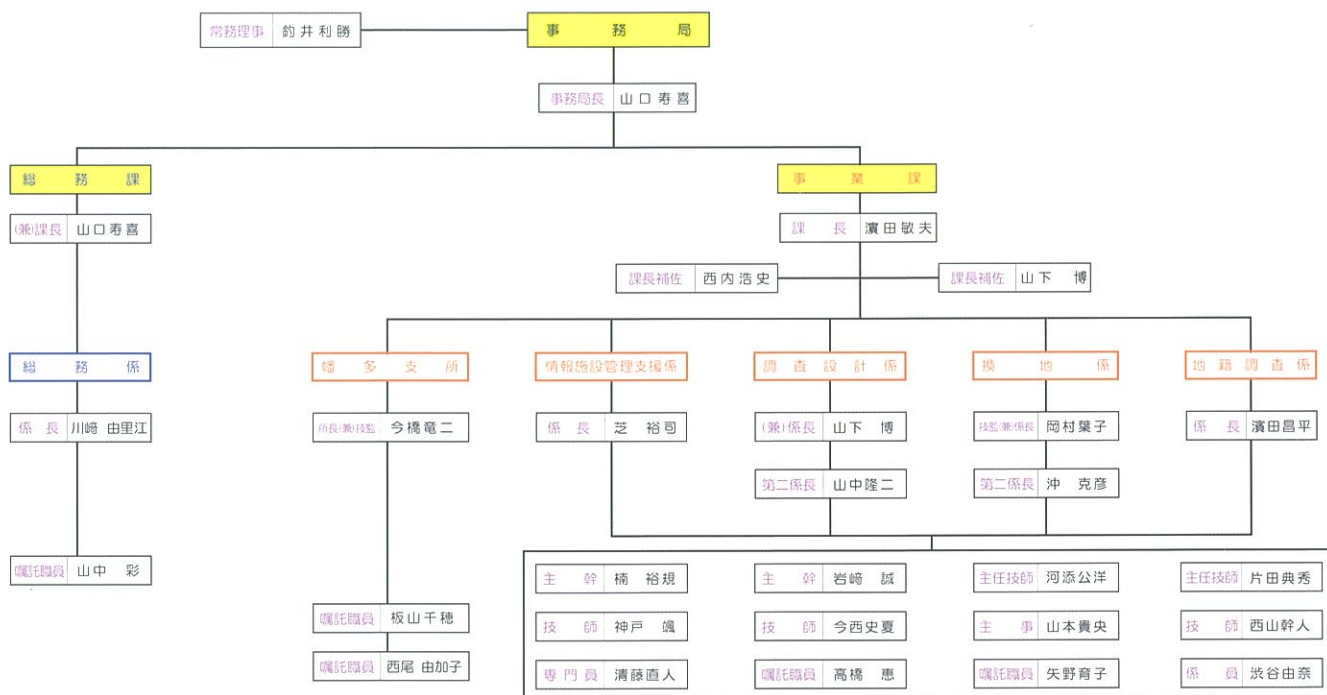 常務理事 釣井利勝
事務局
事務局長 山口寿喜
総務課
事業課
(兼)課長 山口寿喜
課長 濵田敏夫
課長補佐 西内浩史
課長補佐 山下 博
総務係
幡多支所
情報施設管理支援係
調査設計係
換地係
地籍調査係
係長 川﨑 由里江
所長(兼)技監 今橋竜二
係長 芝 裕司
(兼)係長 山下 博
技監(兼)係長 岡村葉子
係長 濵田昌平
第二係長 山中隆二
第二係長 沖 克彦
嘱託職員 山中 彩
主幹 楠 裕規
主幹 岩﨑 誠
主任技師 河添公洋
主任技師 片田典秀
嘱託職員 板山千穂
技師 神戸 颯
技師 今西史夏
主事 山本貴央
技師 西山幹人
嘱託職員 西尾 由加子
専門員 清藤直人
嘱託職員 高橋 恵
嘱託職員 矢野育子
係員 渋谷由奈